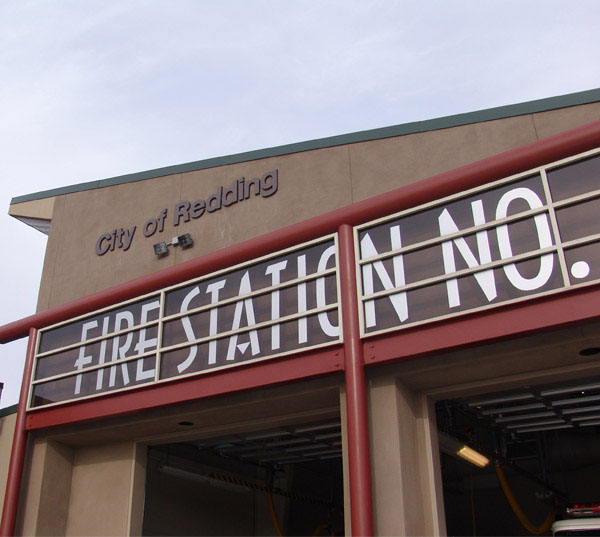 City of Redding
FIRE STATION NO.